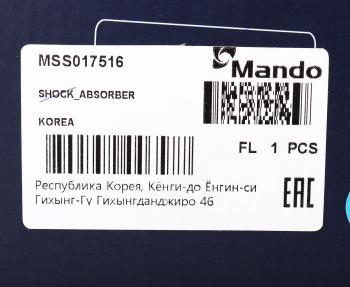 MSS017516
Mando
SHOCK_ABSORBER
KOREA
FL 1 PCS
Республика Корея, Кёнги-до Ёнгин-си
Гихынг-Гу Гихынгданджиро 46
EAC